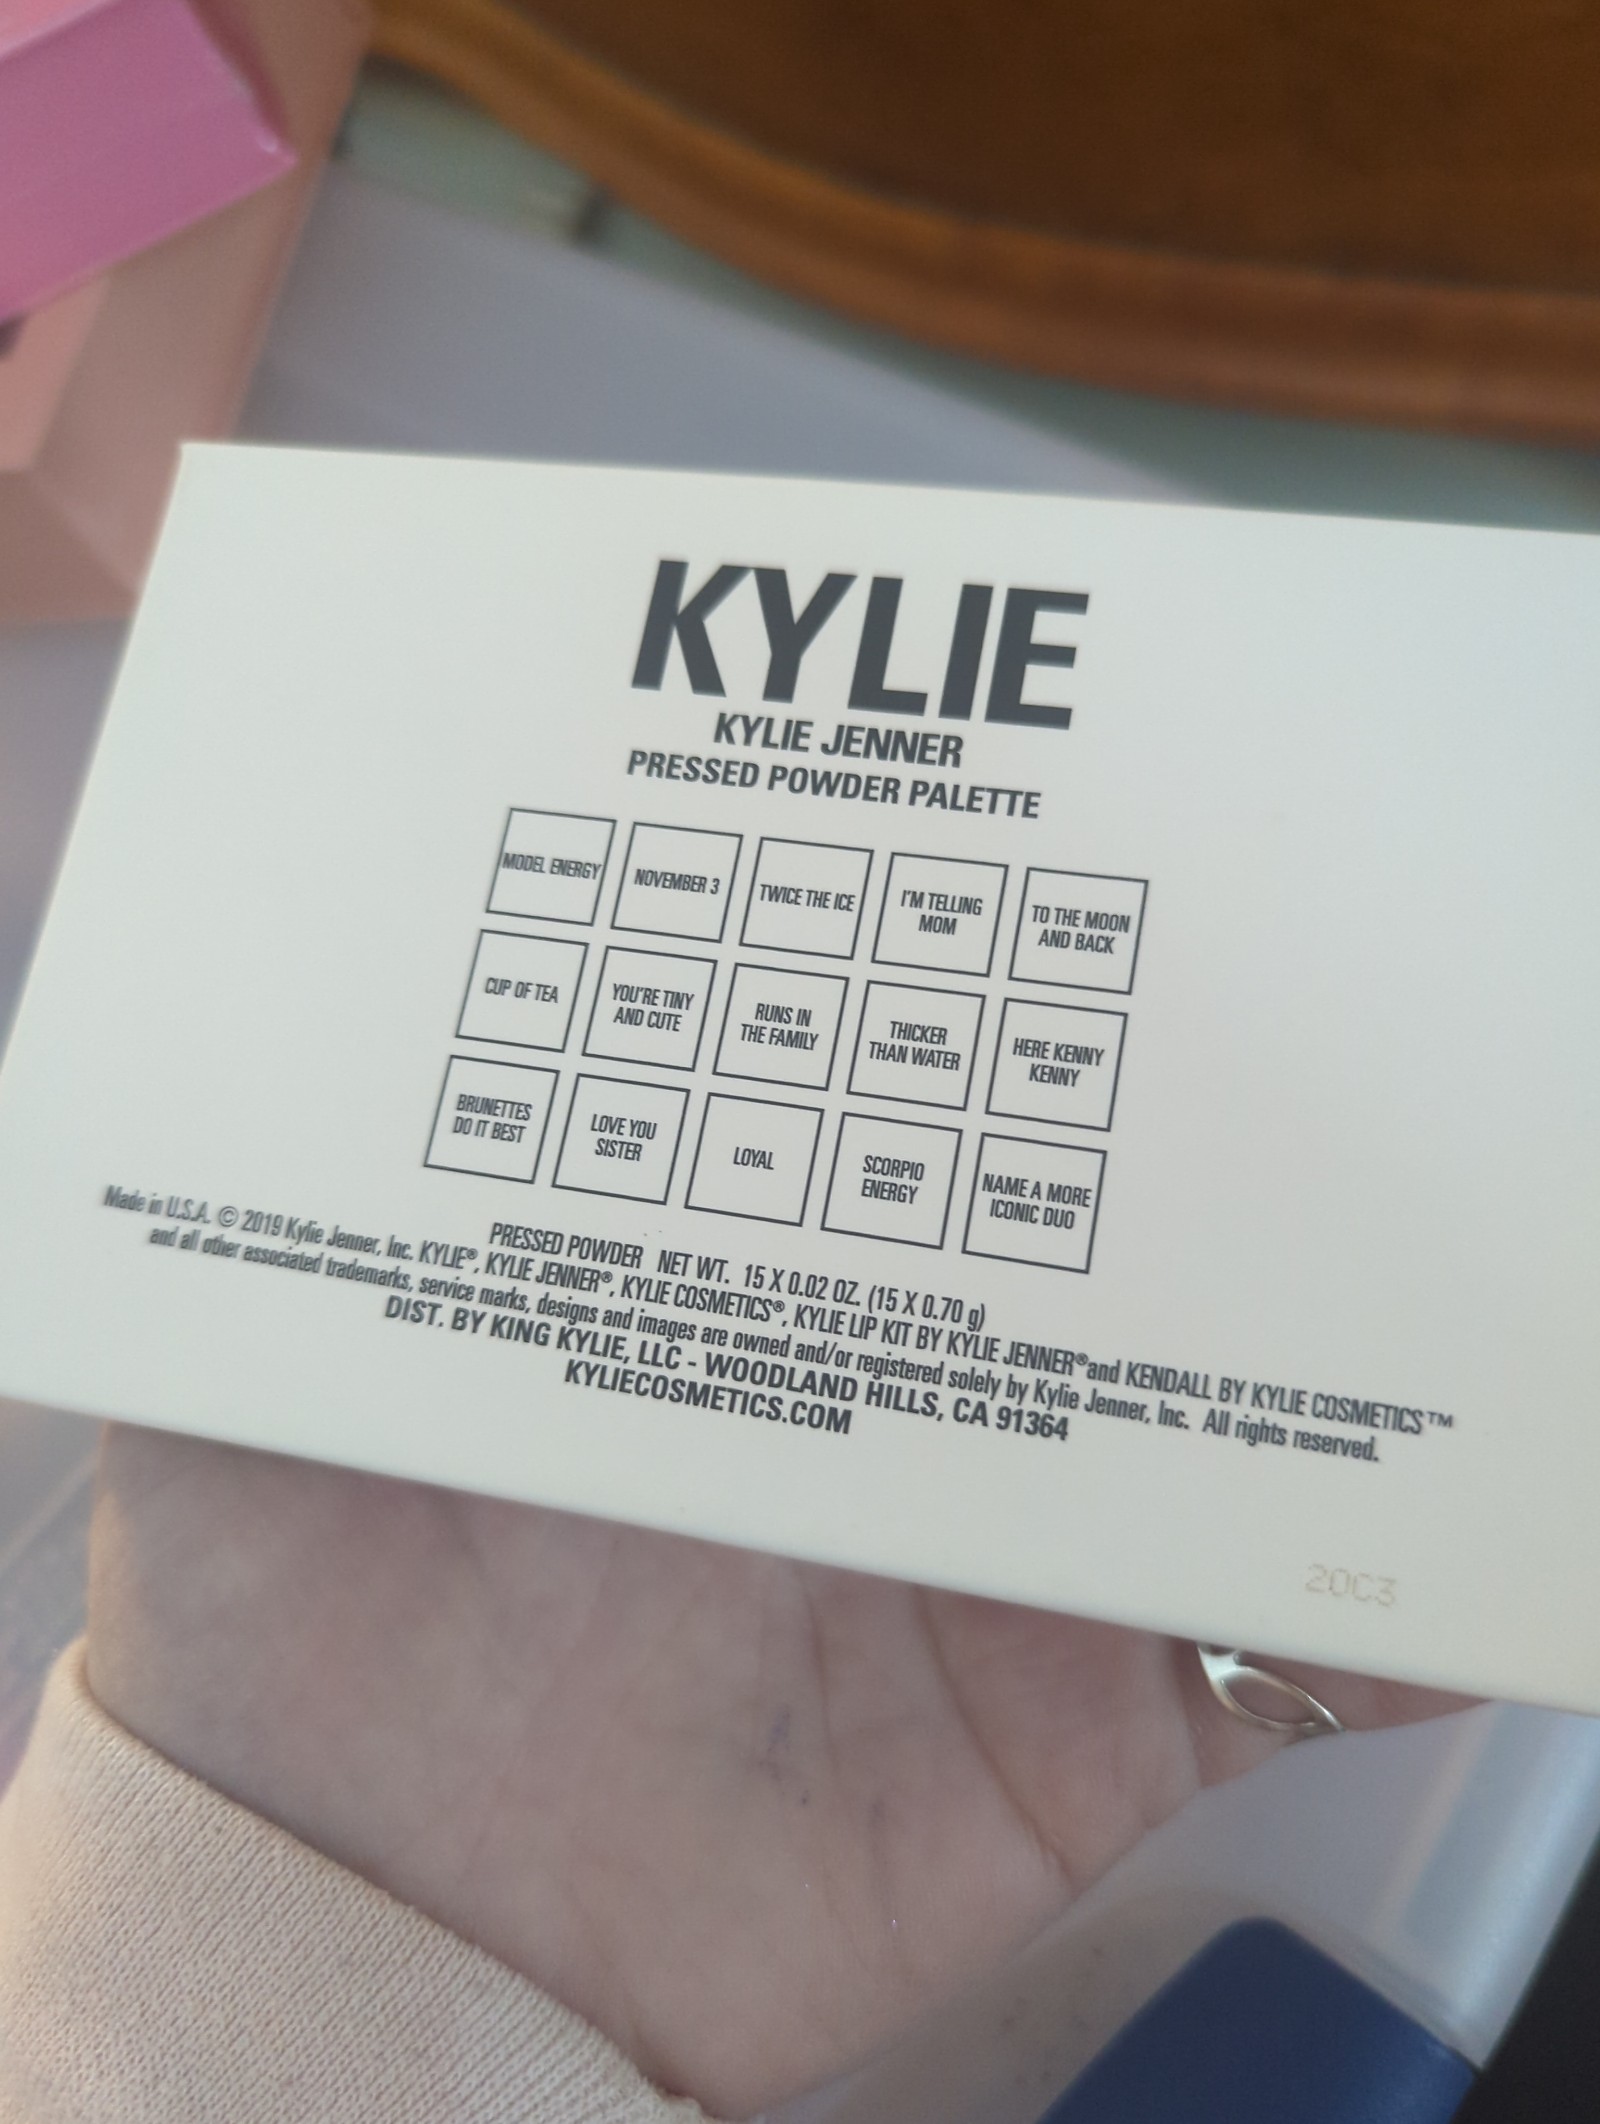 KYLIE
KYLIE JENNER
PRESSED POWDER PALETTE
MODEL ENERGY
NOVEMBER 3
TWICE THE ICE
I'M TELLING
MOM
TO THE MOON
AND BACK
CUP OF TEA
YOU'RE TINY
AND CUTE
RUNS IN
THE FAMILY
THICKER
THAN WATER
HERE KENNY
KENNY
BRUNETTES
DO IT BEST
LOVE YOU
SISTER
LOYAL
SCORPIO
ENERGY
NAME A MORE
ICONIC DUO
PRESSED POWDER NET WT. 15 X 0.02 OZ. (15 X 0.70 g)
Made in U.S.A. © 2019 Kylie Jenner, Inc. KYLIE®, KYLIE JENNER®, KYLIE COSMETICS®, KYLIE LIP KIT BY KYLIE JENNER®and KENDALL BY KYLIE COSMETICS™
and all other associated trademarks, service marks, designs and images are owned and/or registered solely by Kylie Jenner, Inc. All rights reserved.
DIST. BY KING KYLIE, LLC - WOODLAND HILLS, CA 91364
KYLIECOSMETICS.COM
20C3